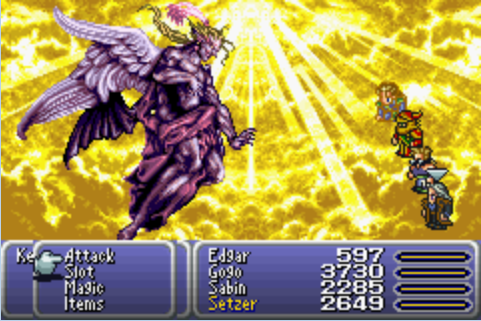 Ke Attack
Slot
Magic
Items
Edgar 597
Gogo 3730
Sabin 2285
Setzer 2649